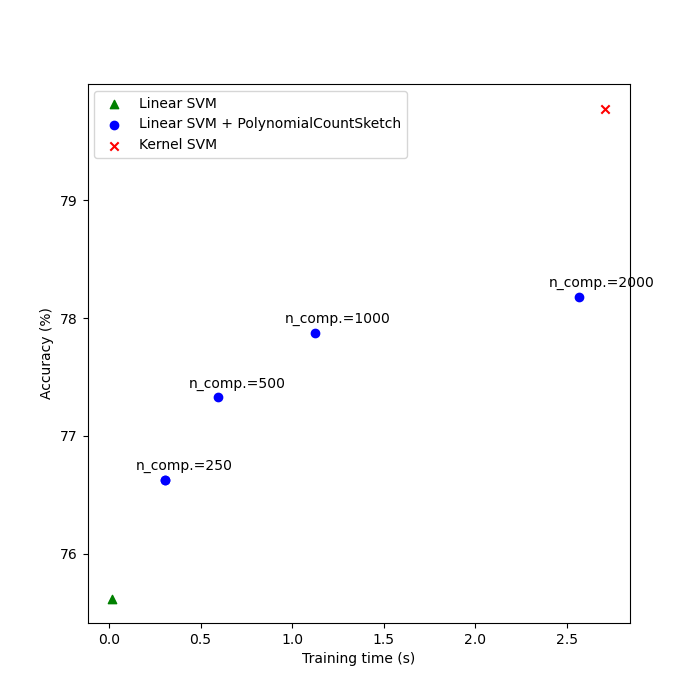 Linear SVM
Linear SVM + PolynomialCountSketch
Kernel SVM
79
n_comp.=2000
78
n_comp.=1000
n_comp.=500
77
n_comp.=250
76
Accuracy (%)
0.0 0.5 1.0 1.5 2.0 2.5
Training time (s)